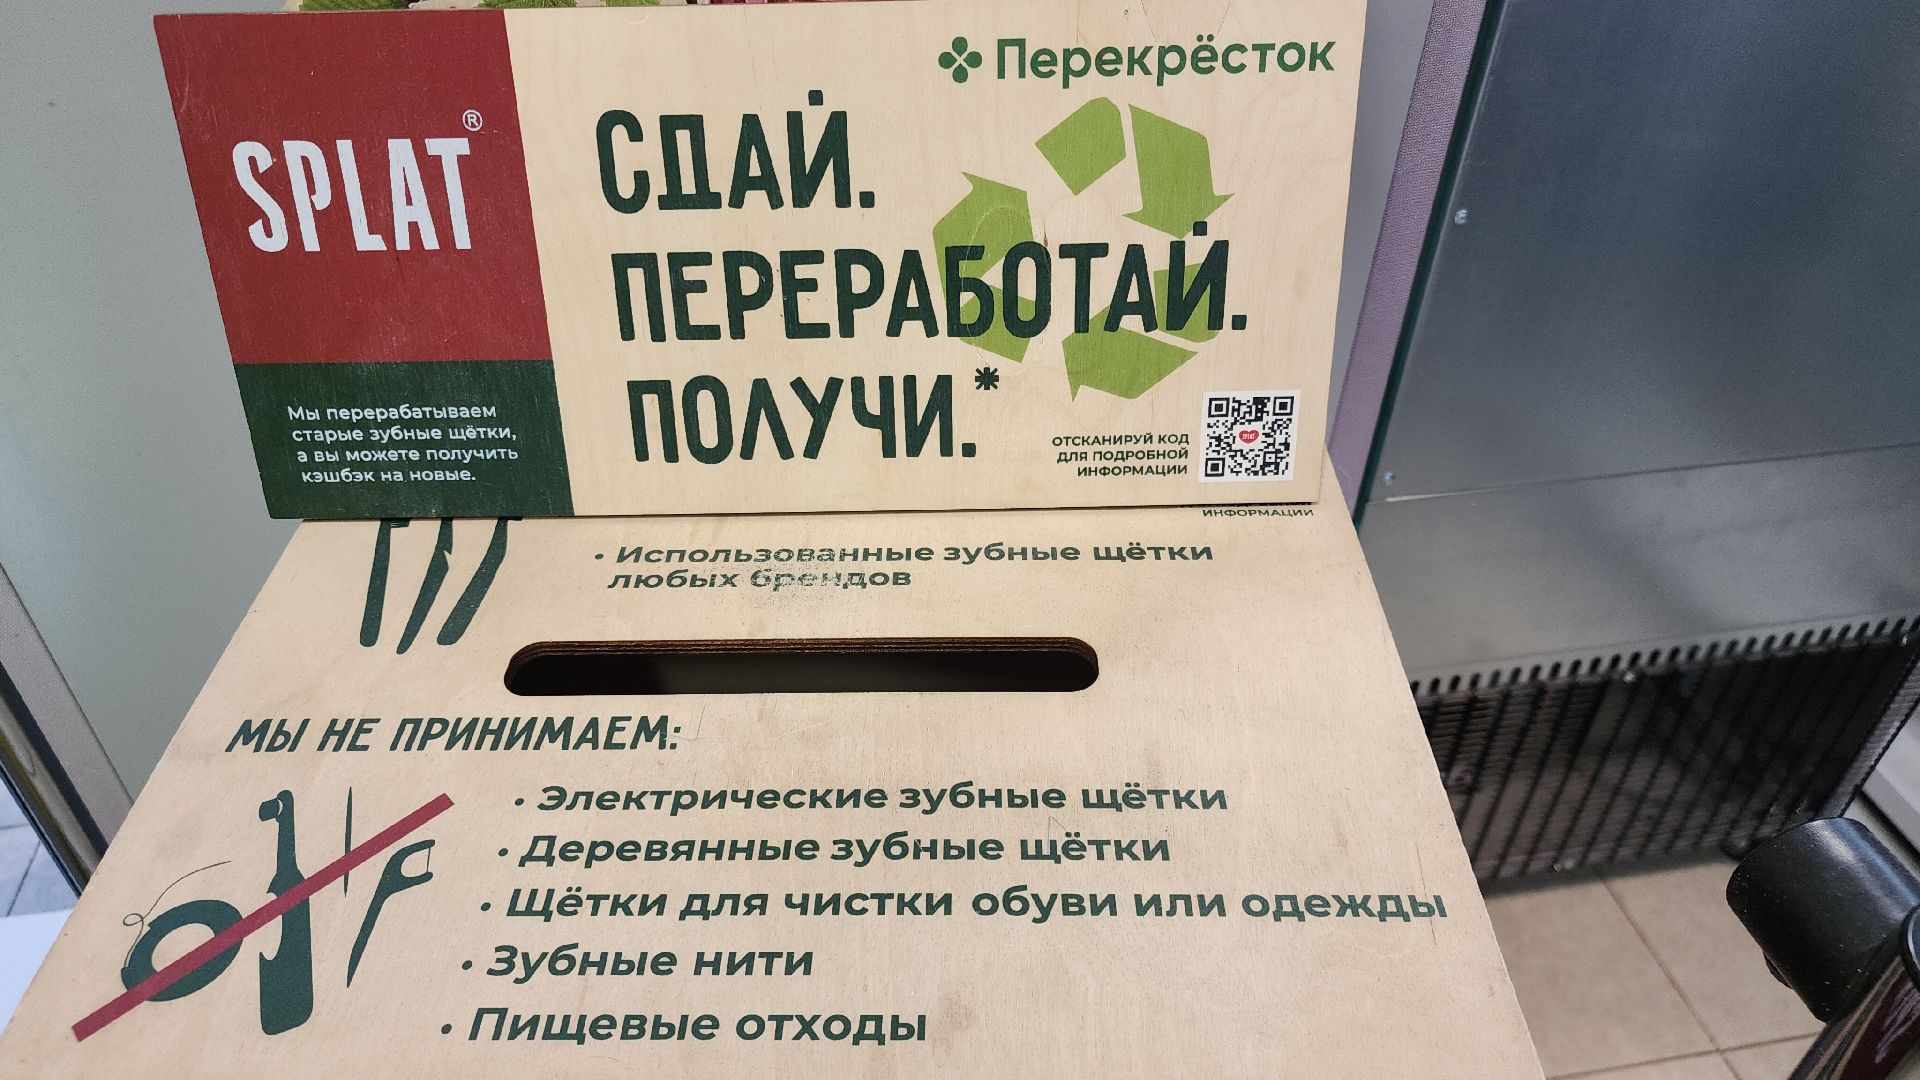 SPLAT®
Перекрёсток
СДАЙ.
ПЕРЕРАБОТАЙ.
ПОЛУЧИ.*
Мы перерабатываем
старые зубные щётки,
а вы можете получить
кэшбэк на новые.
ОТСКАНИРУЙ КОД
ДЛЯ ПОДРОБНОЙ
ИНФОРМАЦИИ
SPLAT
ИНФОРМАЦИИ
• Использованные зубные щётки
любых брендов
МЫ НЕ ПРИНИМАЕМ:
• Электрические зубные щётки
• Деревянные зубные щётки
• Щётки для чистки обуви или одежды
• Зубные нити
• Пищевые отходы